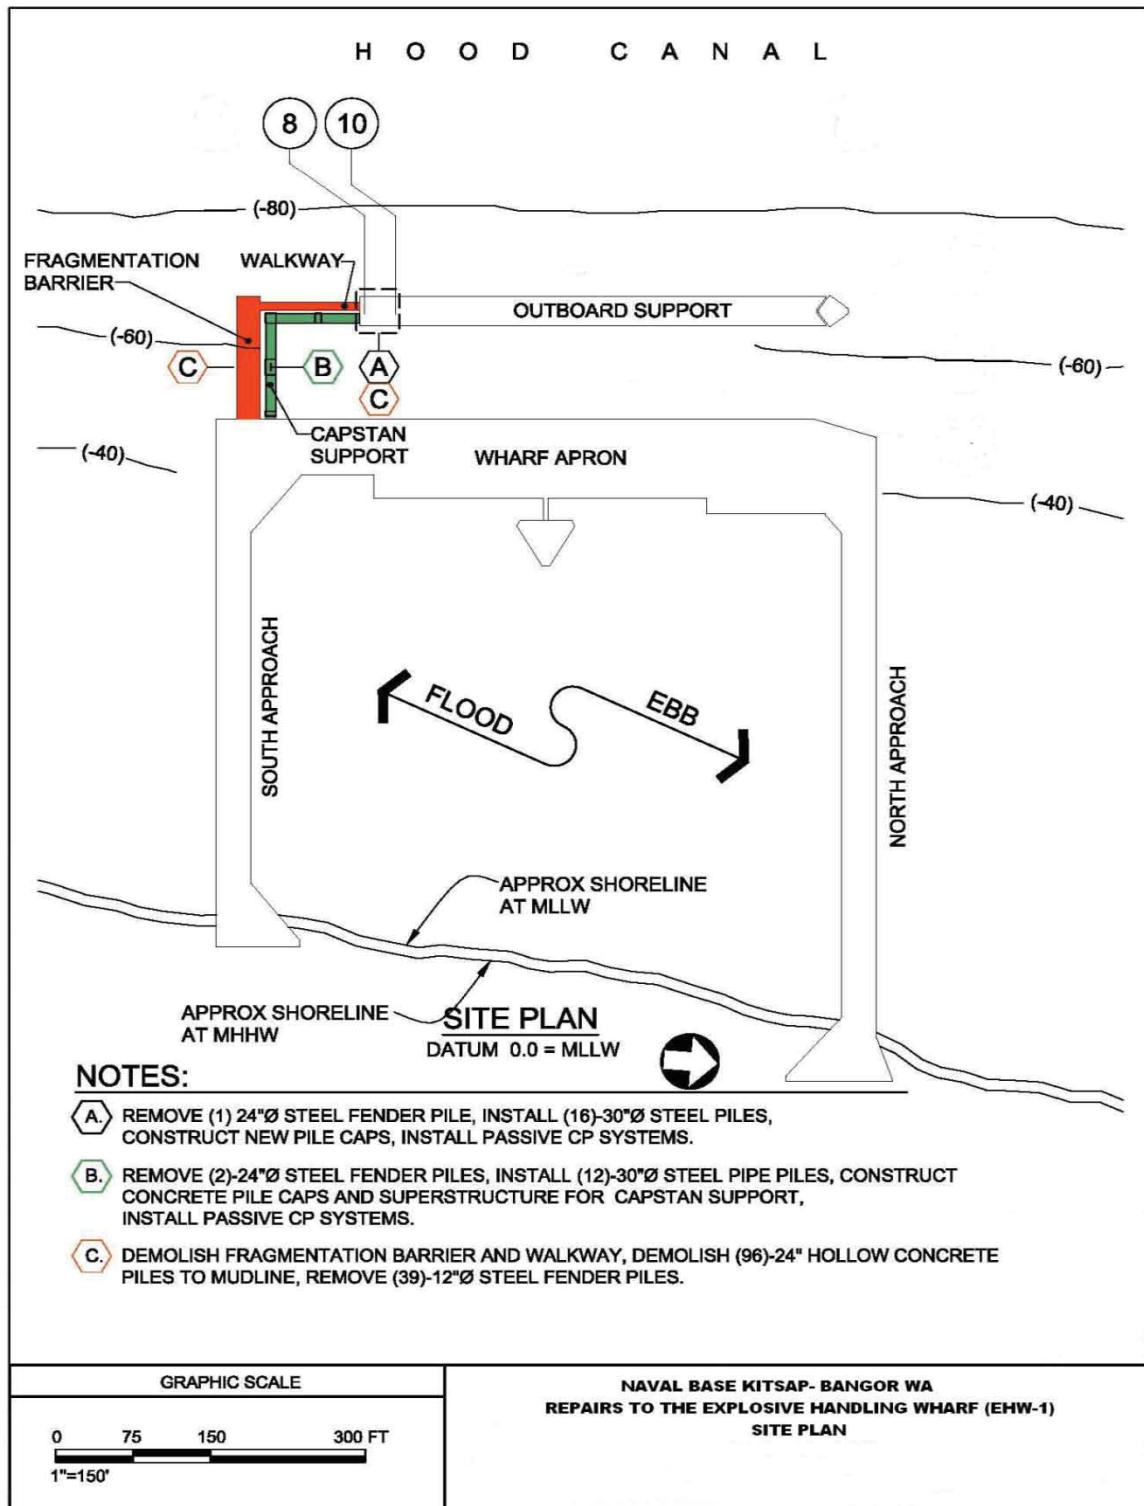 HOOD CANAL
8
10
(-80)
FRAGMENTATION
BARRIER
WALKWAY
OUTBOARD SUPPORT
(-60)
(-60)
C
B
A
C
CAPSTAN
SUPPORT
(-40)
WHARF APRON
(-40)
SOUTH APPROACH
FLOOD
EBB
NORTH APPROACH
APPROX SHORELINE
AT MLLW
APPROX SHORELINE
AT MHHW
SITE PLAN
DATUM 0.0 = MLLW
NOTES:
A. REMOVE (1) 24"Ø STEEL FENDER PILE, INSTALL (16)-30"Ø STEEL PILES,
CONSTRUCT NEW PILE CAPS, INSTALL PASSIVE CP SYSTEMS.
B. REMOVE (2)-24"Ø STEEL FENDER PILES, INSTALL (12)-30"Ø STEEL PIPE PILES, CONSTRUCT
CONCRETE PILE CAPS AND SUPERSTRUCTURE FOR CAPSTAN SUPPORT,
INSTALL PASSIVE CP SYSTEMS.
C. DEMOLISH FRAGMENTATION BARRIER AND WALKWAY, DEMOLISH (96)-24" HOLLOW CONCRETE
PILES TO MUDLINE, REMOVE (39)-12"Ø STEEL FENDER PILES.
GRAPHIC SCALE
0 75 150 300 FT
1"=150'
NAVAL BASE KITSAP- BANGOR WA
REPAIRS TO THE EXPLOSIVE HANDLING WHARF (EHW-1)
SITE PLAN